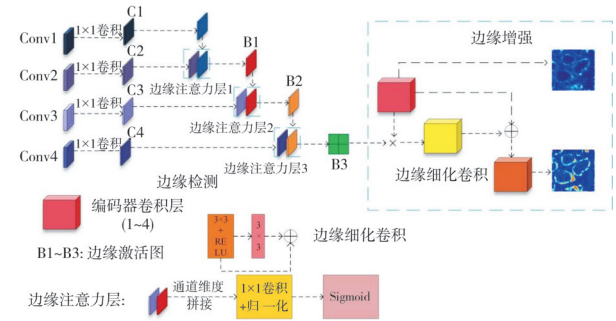 C1
Conv1
1×1卷积
C2
B1
Conv2
1×1卷积
边缘注意力层1
B2
C3
Conv3
1×1卷积
边缘注意力层2
C4
Conv4
1×1卷积
边缘注意力层3
B3
边缘检测
边缘增强
×
边缘细化卷积
编码器卷积层
(1~4)
B1~B3: 边缘激活图
3×3
+
RE
LU
3
×
3
边缘细化卷积
边缘注意力层:
通道维度
拼接
1×1卷积
+归一化
Sigmoid